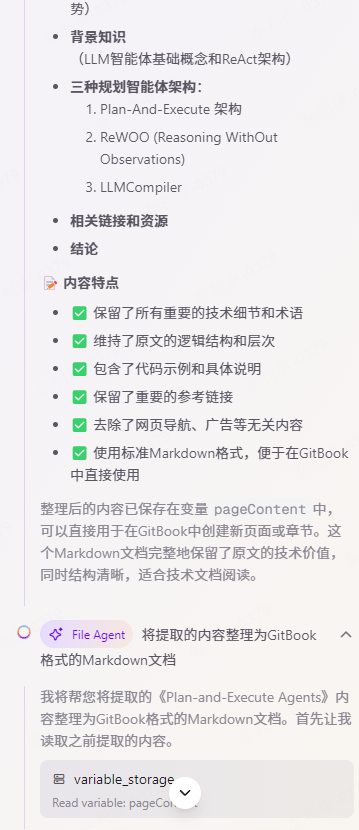 势）
背景知识
（LLM智能体基础概念和ReAct架构）
三种规划智能体架构：
1. Plan-And-Execute 架构
2. ReWOO (Reasoning WithOut
Observations)
3. LLMCompiler
相关链接和资源
结论
📝 内容特点
✅ 保留了所有重要的技术细节和术语
✅ 维持了原文的逻辑结构和层次
✅ 包含了代码示例和具体说明
✅ 保留了重要的参考链接
✅ 去除了网页导航、广告等无关内容
✅ 使用标准Markdown格式，便于在GitBook
中直接使用
整理后的内容已保存在变量 pageContent 中，
可以直接用于在GitBook中创建新页面或章节。这
个Markdown文档完整地保留了原文的技术价值，
同时结构清晰，适合技术文档阅读。
File Agent 将提取的内容整理为GitBook
格式的Markdown文档
我将帮您将提取的《Plan-and-Execute Agents》内
容整理为GitBook格式的Markdown文档。首先让我
读取之前提取的内容。
variable_storage
Read variable: